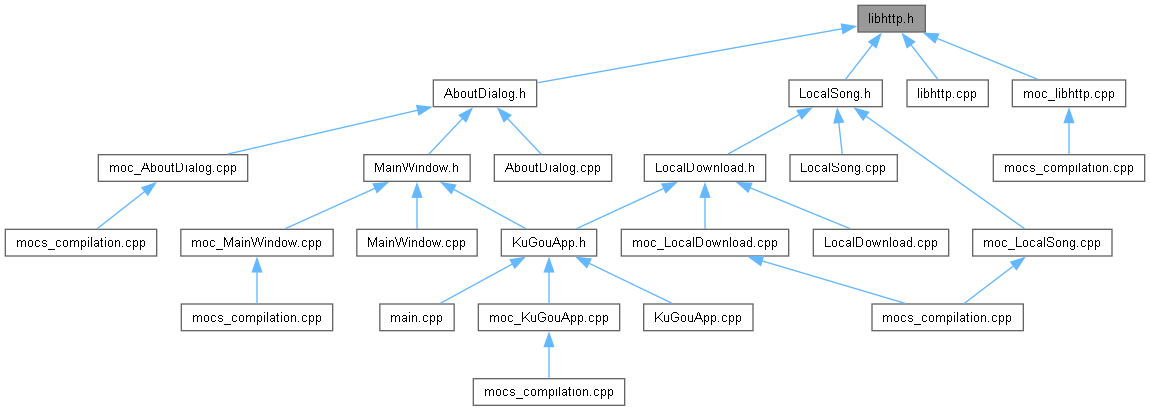 libhttp.h
AboutDialog.h
LocalSong.h
libhttp.cpp
moc_libhttp.cpp
moc_AboutDialog.cpp
MainWindow.h
AboutDialog.cpp
LocalDownload.h
LocalSong.cpp
mocs_compilation.cpp
mocs_compilation.cpp
moc_MainWindow.cpp
MainWindow.cpp
KuGouApp.h
moc_LocalDownload.cpp
LocalDownload.cpp
moc_LocalSong.cpp
mocs_compilation.cpp
main.cpp
moc_KuGouApp.cpp
KuGouApp.cpp
mocs_compilation.cpp
mocs_compilation.cpp